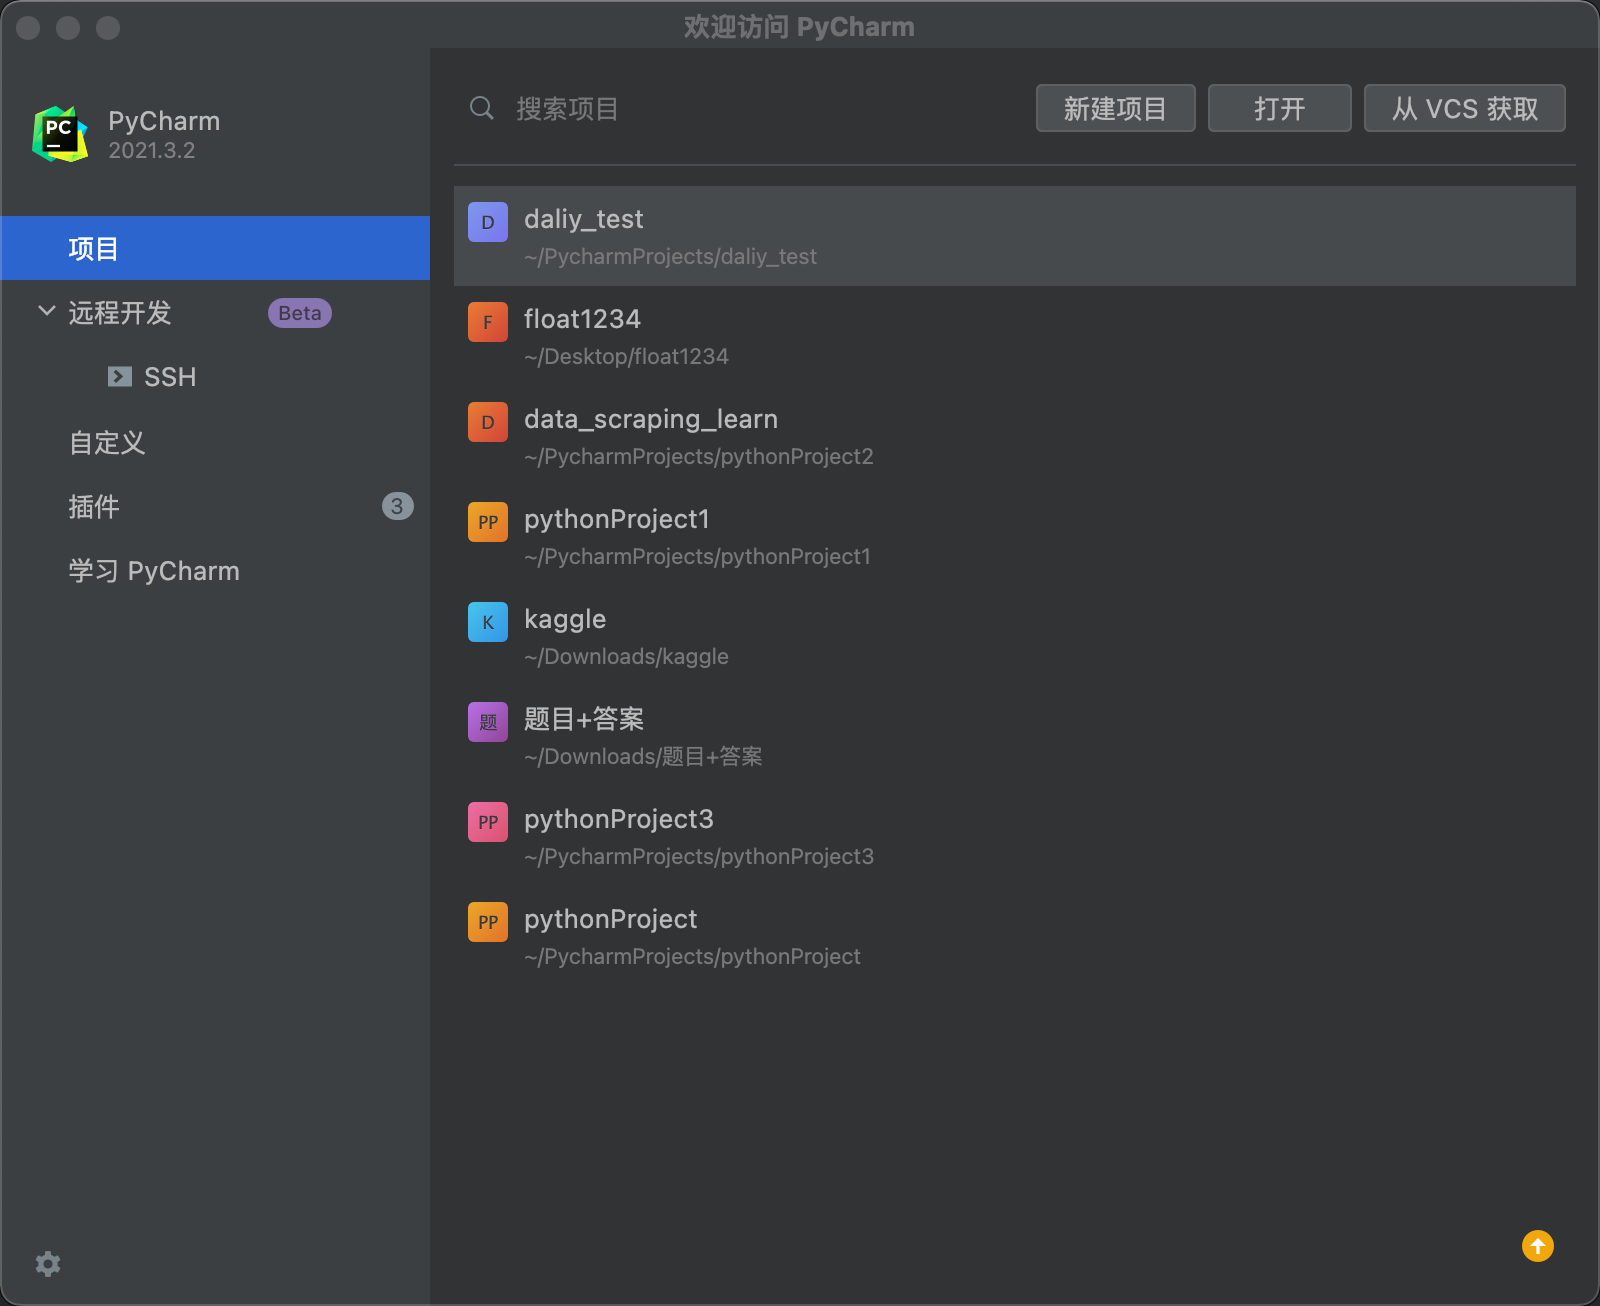 欢迎访问 PyCharm
PC
PyCharm
2021.3.2
项目
远程开发 Beta
SSH
自定义
插件 3
学习 PyCharm
搜索项目 新建项目 打开 从 VCS 获取
D daliy_test
~/PycharmProjects/daliy_test
F float1234
~/Desktop/float1234
D data_scraping_learn
~/PycharmProjects/pythonProject2
PP pythonProject1
~/PycharmProjects/pythonProject1
K kaggle
~/Downloads/kaggle
题 题目+答案
~/Downloads/题目+答案
PP pythonProject3
~/PycharmProjects/pythonProject3
PP pythonProject
~/PycharmProjects/pythonProject